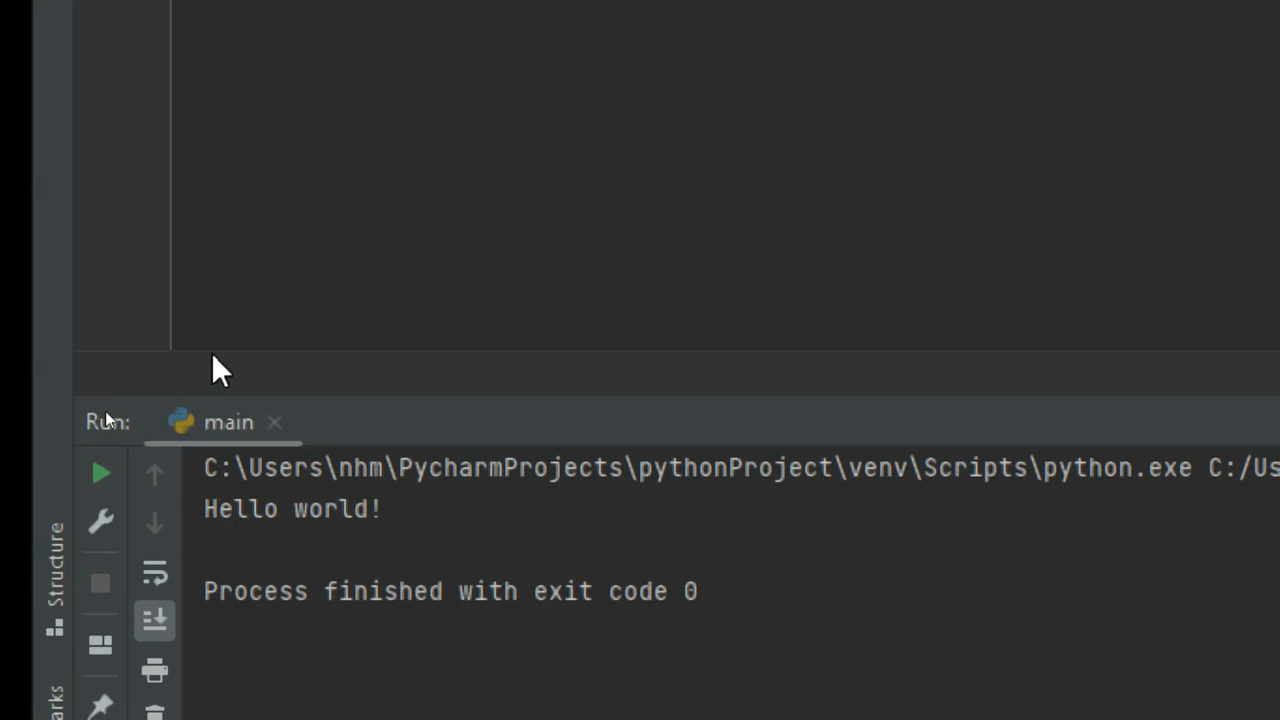 Run: main
C:\Users\nhm\PycharmProjects\pythonProject\venv\Scripts\python.exe C:/Us
Hello world!
Process finished with exit code 0
Structure
arks